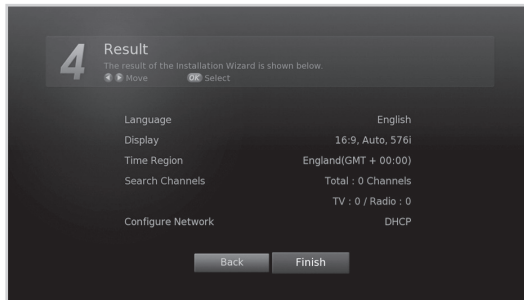 4
Result
The result of the Installation Wizard is shown below.
Move OK Select
Language English
Display 16:9, Auto, 576i
Time Region England(GMT + 00:00)
Search Channels Total : 0 Channels
TV : 0 / Radio : 0
Configure Network DHCP
Back Finish